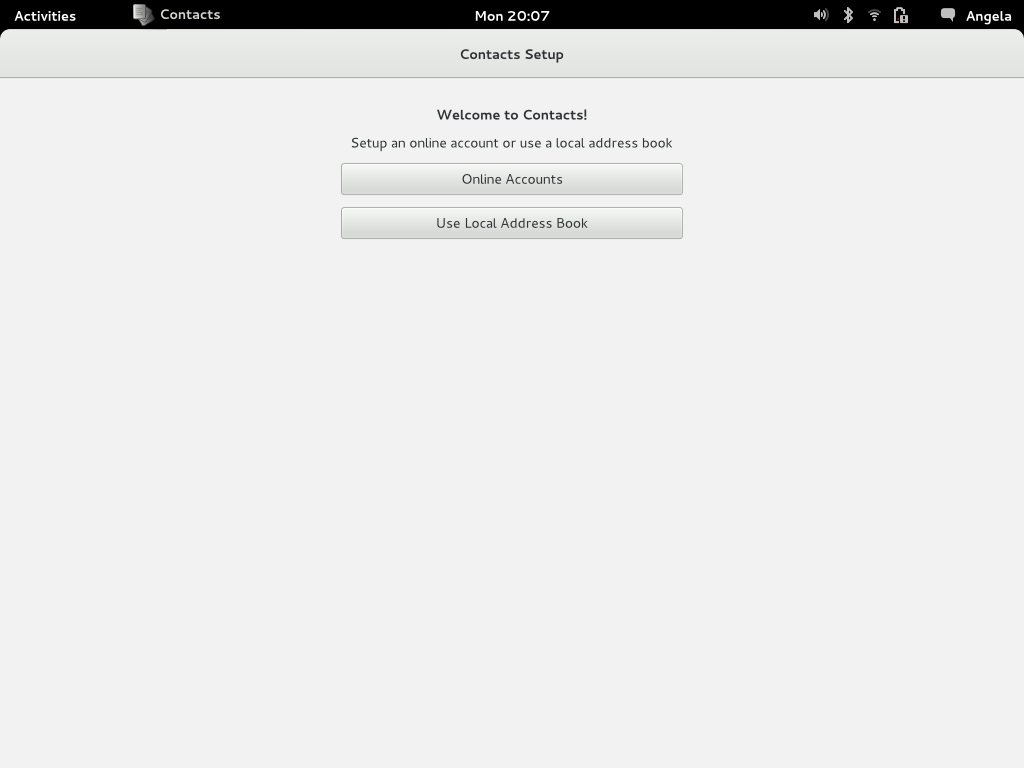 Activities Contacts Mon 20:07 Angela
Contacts Setup
Welcome to Contacts!
Setup an online account or use a local address book
Online Accounts
Use Local Address Book